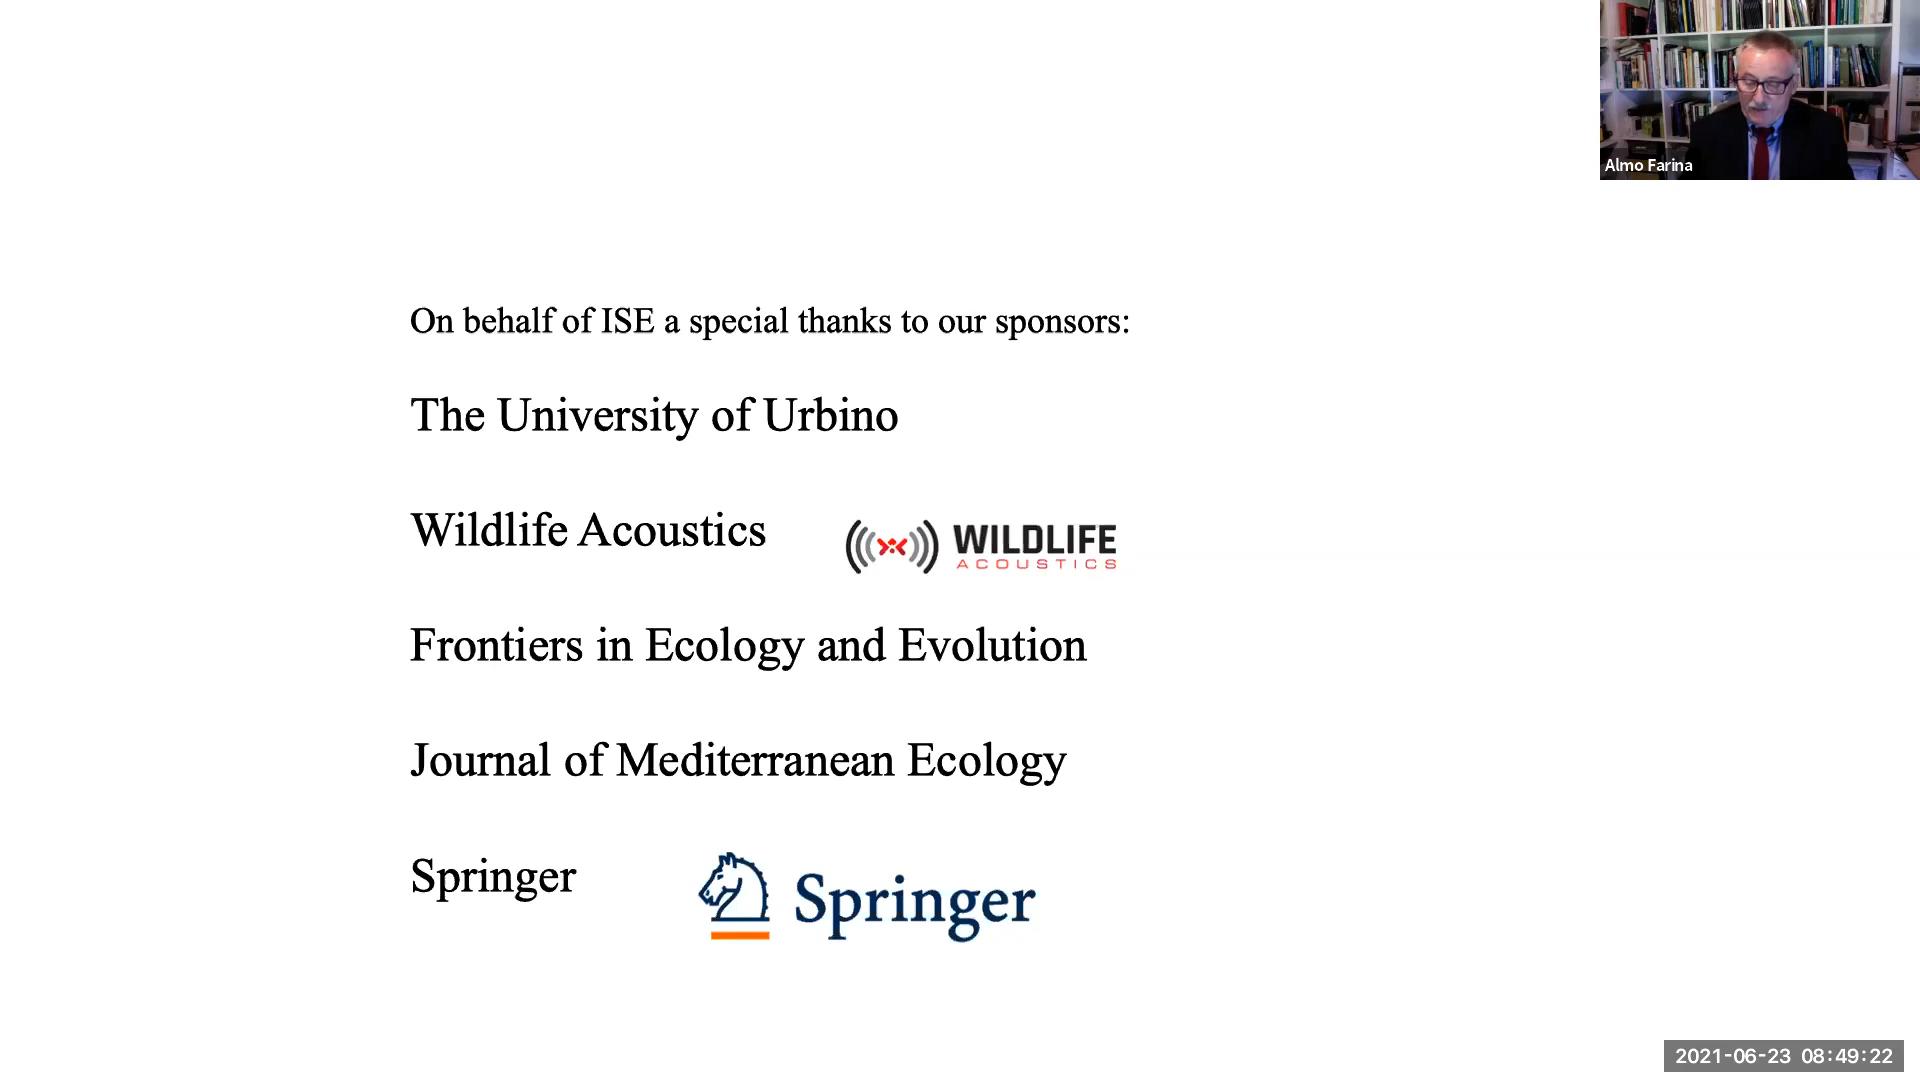 Almo Farina
On behalf of ISE a special thanks to our sponsors:
The University of Urbino
Wildlife Acoustics
WILDLIFE
ACOUSTICS
Frontiers in Ecology and Evolution
Journal of Mediterranean Ecology
Springer
Springer
2021-06-23 08:49:22